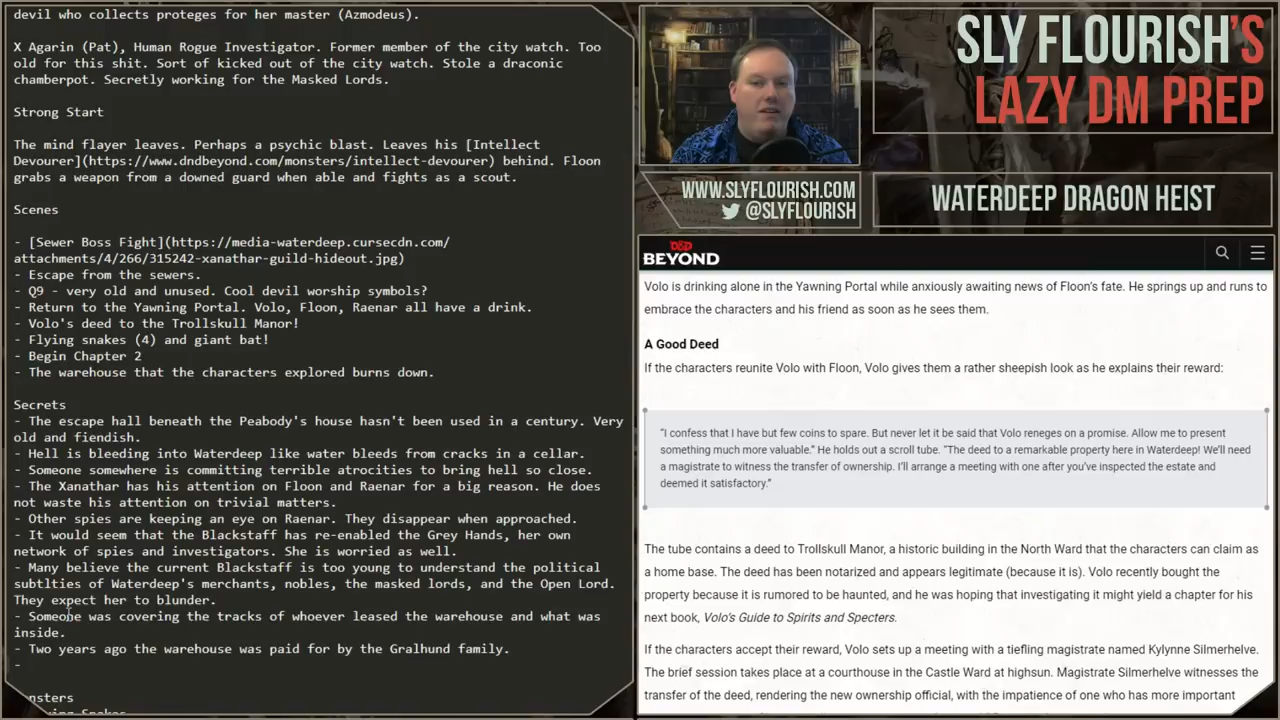 devil who collects proteges for her master (Azmodeus).
X Agarin (Pat), Human Rogue Investigator. Former member of the city watch. Too
old for this shit. Sort of kicked out of the city watch. Stole a draconic
chamberpot. Secretly working for the Masked Lords.
Strong Start
The mind flayer leaves. Perhaps a psychic blast. Leaves his [Intellect
Devourer](https://www.dndbeyond.com/monsters/intellect-devourer) behind. Floon
grabs a weapon from a downed guard when able and fights as a scout.
Scenes
- [Sewer Boss Fight](https://media-waterdeep.cursecdn.com/
attachments/4/266/315242-xanathar-guild-hideout.jpg)
- Escape from the sewers.
- Q9 - very old and unused. Cool devil worship symbols?
- Return to the Yawning Portal. Volo, Floon, Raenar all have a drink.
- Volo's deed to the Trollskull Manor!
- Flying snakes (4) and giant bat!
- Begin Chapter 2
- The warehouse that the characters explored burns down.
Secrets
- The escape hall beneath the Peabody's house hasn't been used in a century. Very
old and fiendish.
- Hell is bleeding into Waterdeep like water bleeds from cracks in a cellar.
- Someone somewhere is committing terrible atrocities to bring hell so close.
- The Xanathar has his attention on Floon and Raenar for a big reason. He does
not waste his attention on trivial matters.
- Other spies are keeping an eye on Raenar. They disappear when approached.
- It would seem that the Blackstaff has re-enabled the Grey Hands, her own
network of spies and investigators. She is worried as well.
- Many believe the current Blackstaff is too young to understand the political
subtlties of Waterdeep's merchants, nobles, the masked lords, and the Open Lord.
They expect her to blunder.
- Someone was covering the tracks of whoever leased the warehouse and what was
inside.
- Two years ago the warehouse was paid for by the Gralhund family.
-
nsters
SLY FLOURISH'S
LAZY DM PREP
WWW.SLYFLOURISH.COM
@SLYFLOURISH
WATERDEEP DRAGON HEIST
D&D
BEYOND
Volo is drinking alone in the Yawning Portal while anxiously awaiting news of Floon's fate. He springs up and runs to
embrace the characters and his friend as soon as he sees them.
A Good Deed
If the characters reunite Volo with Floon, Volo gives them a rather sheepish look as he explains their reward:
"I confess that I have but few coins to spare. But never let it be said that Volo reneges on a promise. Allow me to present
something much more valuable." He holds out a scroll tube. "The deed to a remarkable property here in Waterdeep! We'll need
a magistrate to witness the transfer of ownership. I'll arrange a meeting with one after you've inspected the estate and
deemed it satisfactory."
The tube contains a deed to Trollskull Manor, a historic building in the North Ward that the characters can claim as
a home base. The deed has been notarized and appears legitimate (because it is). Volo recently bought the
property because it is rumored to be haunted, and he was hoping that investigating it might yield a chapter for his
next book, Volo's Guide to Spirits and Specters.
If the characters accept their reward, Volo sets up a meeting with a tiefling magistrate named Kylynne Silmerhelve.
The brief session takes place at a courthouse in the Castle Ward at highsun. Magistrate Silmerhelve witnesses the
transfer of the deed, rendering the new ownership official, with the impatience of one who has more important